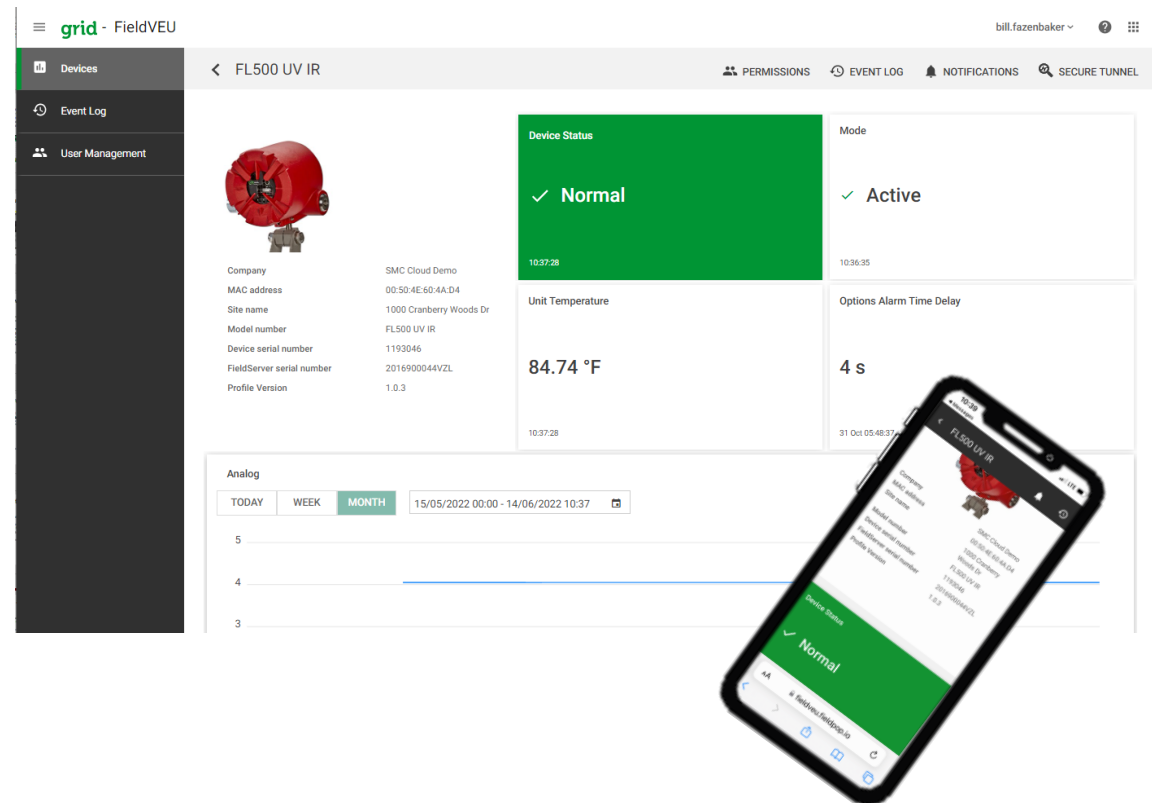 grid - FieldVEU
bill.fazenbaker
Devices
Event Log
User Management
FL500 UV IR
PERMISSIONS
EVENT LOG
NOTIFICATIONS
SECURE TUNNEL
Company SMC Cloud Demo
MAC address 00:50:4E:60:4A:D4
Site name 1000 Cranberry Woods Dr
Model number FL500 UV IR
Device serial number 1193046
FieldServer serial number 2016900044VZL
Profile Version 1.0.3
Device Status
Normal
10:37:28
Mode
Active
10:36:35
Unit Temperature
84.74 °F
10:37:28
Options Alarm Time Delay
4 s
31 Oct 05:48:37
Analog
TODAY WEEK MONTH 15/05/2022 00:00 - 14/06/2022 10:37
5
4
3
10:39
Messages
LTE
FL500 UV IR
Company SMC Cloud Demo
MAC address 00:50:4E:60:4A:D4
Site name 1000 Cranberry
Woods Dr
Model number FL500 UV IR
Device serial number 1193046
FieldServer serial number 2016900044VZL
Profile Version 1.0.3
Device Status
Normal
AA fieldveu.fieldpop.io